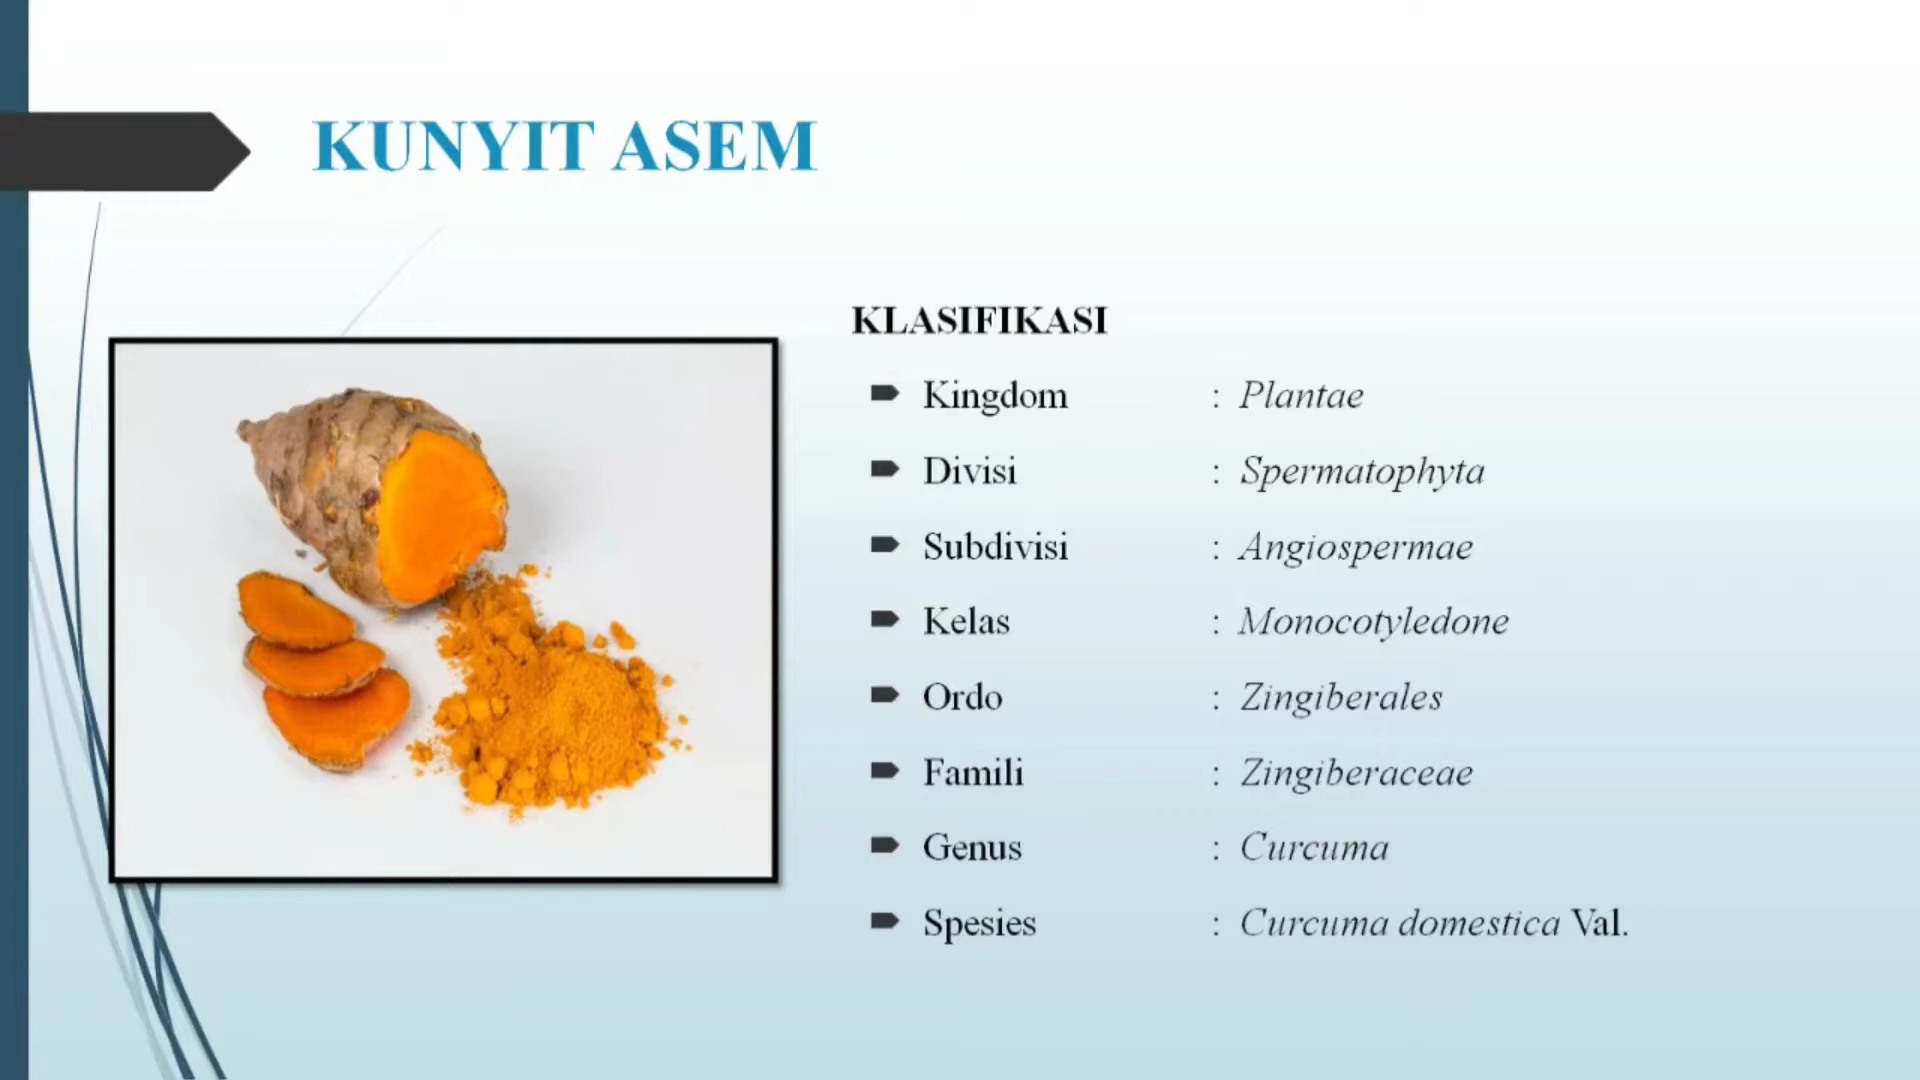 KUNYIT ASEM
KLASIFIKASI
Kingdom : Plantae
Divisi : Spermatophyta
Subdivisi : Angiospermae
Kelas : Monocotyledone
Ordo : Zingiberales
Famili : Zingiberaceae
Genus : Curcuma
Spesies : Curcuma domestica Val.